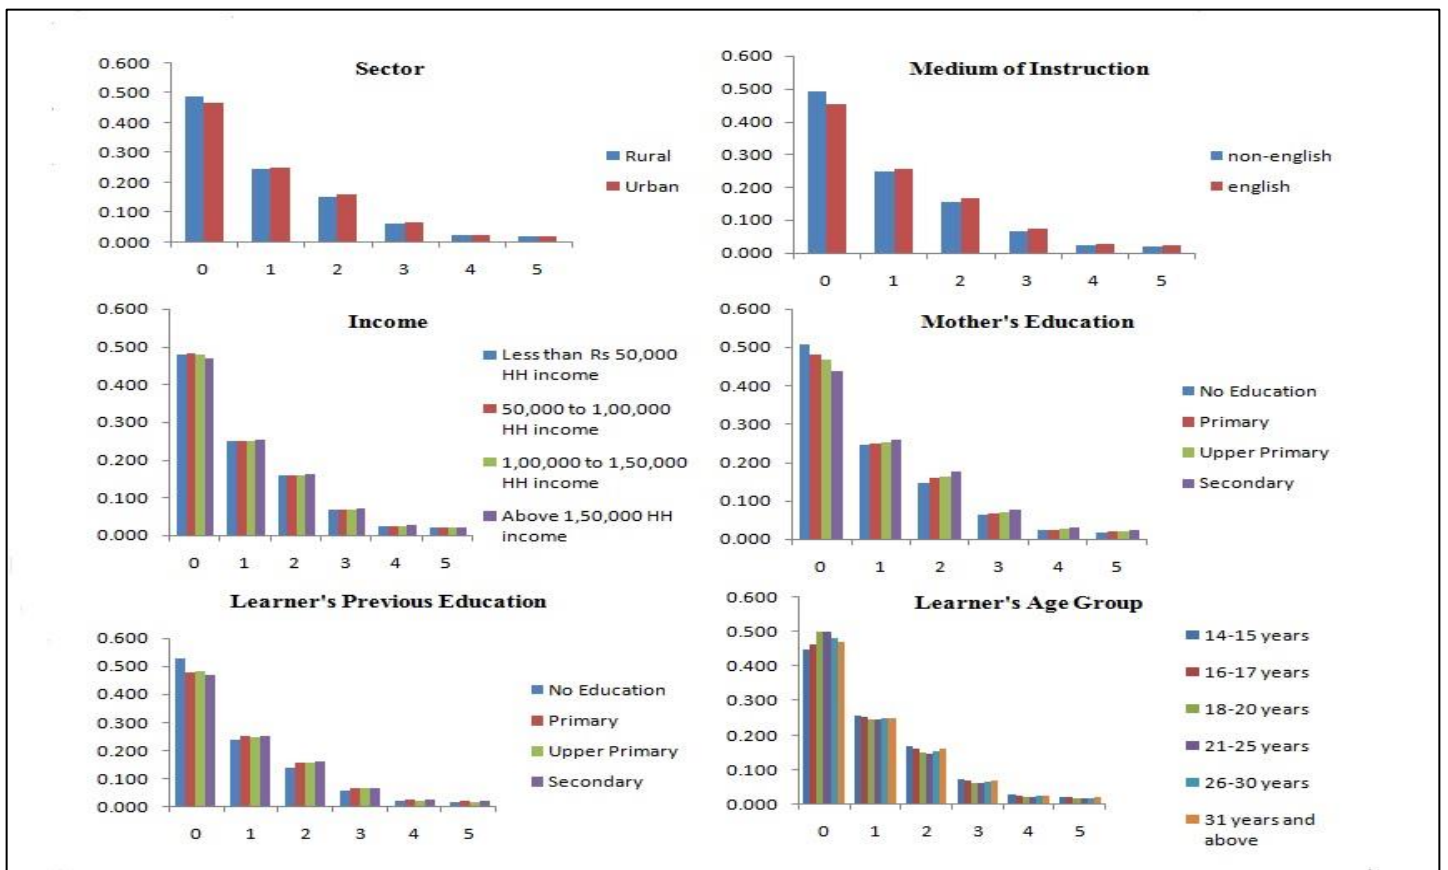 Sector
0.600
0.500
0.400
0.300
0.200
0.100
0.000
0 1 2 3 4 5
Rural
Urban
Medium of Instruction
0.600
0.500
0.400
0.300
0.200
0.100
0.000
0 1 2 3 4 5
non-english
english
Income
0.600
0.500
0.400
0.300
0.200
0.100
0.000
0 1 2 3 4 5
Less than Rs 50,000
HH income
50,000 to 1,00,000
HH income
1,00,000 to 1,50,000
HH income
Above 1,50,000 HH
income
Mother's Education
0.600
0.500
0.400
0.300
0.200
0.100
0.000
0 1 2 3 4 5
No Education
Primary
Upper Primary
Secondary
Learner's Previous Education
0.600
0.500
0.400
0.300
0.200
0.100
0.000
0 1 2 3 4 5
No Education
Primary
Upper Primary
Secondary
Learner's Age Group
0.600
0.500
0.400
0.300
0.200
0.100
0.000
0 1 2 3 4 5
14-15 years
16-17 years
18-20 years
21-25 years
26-30 years
31 years and
above